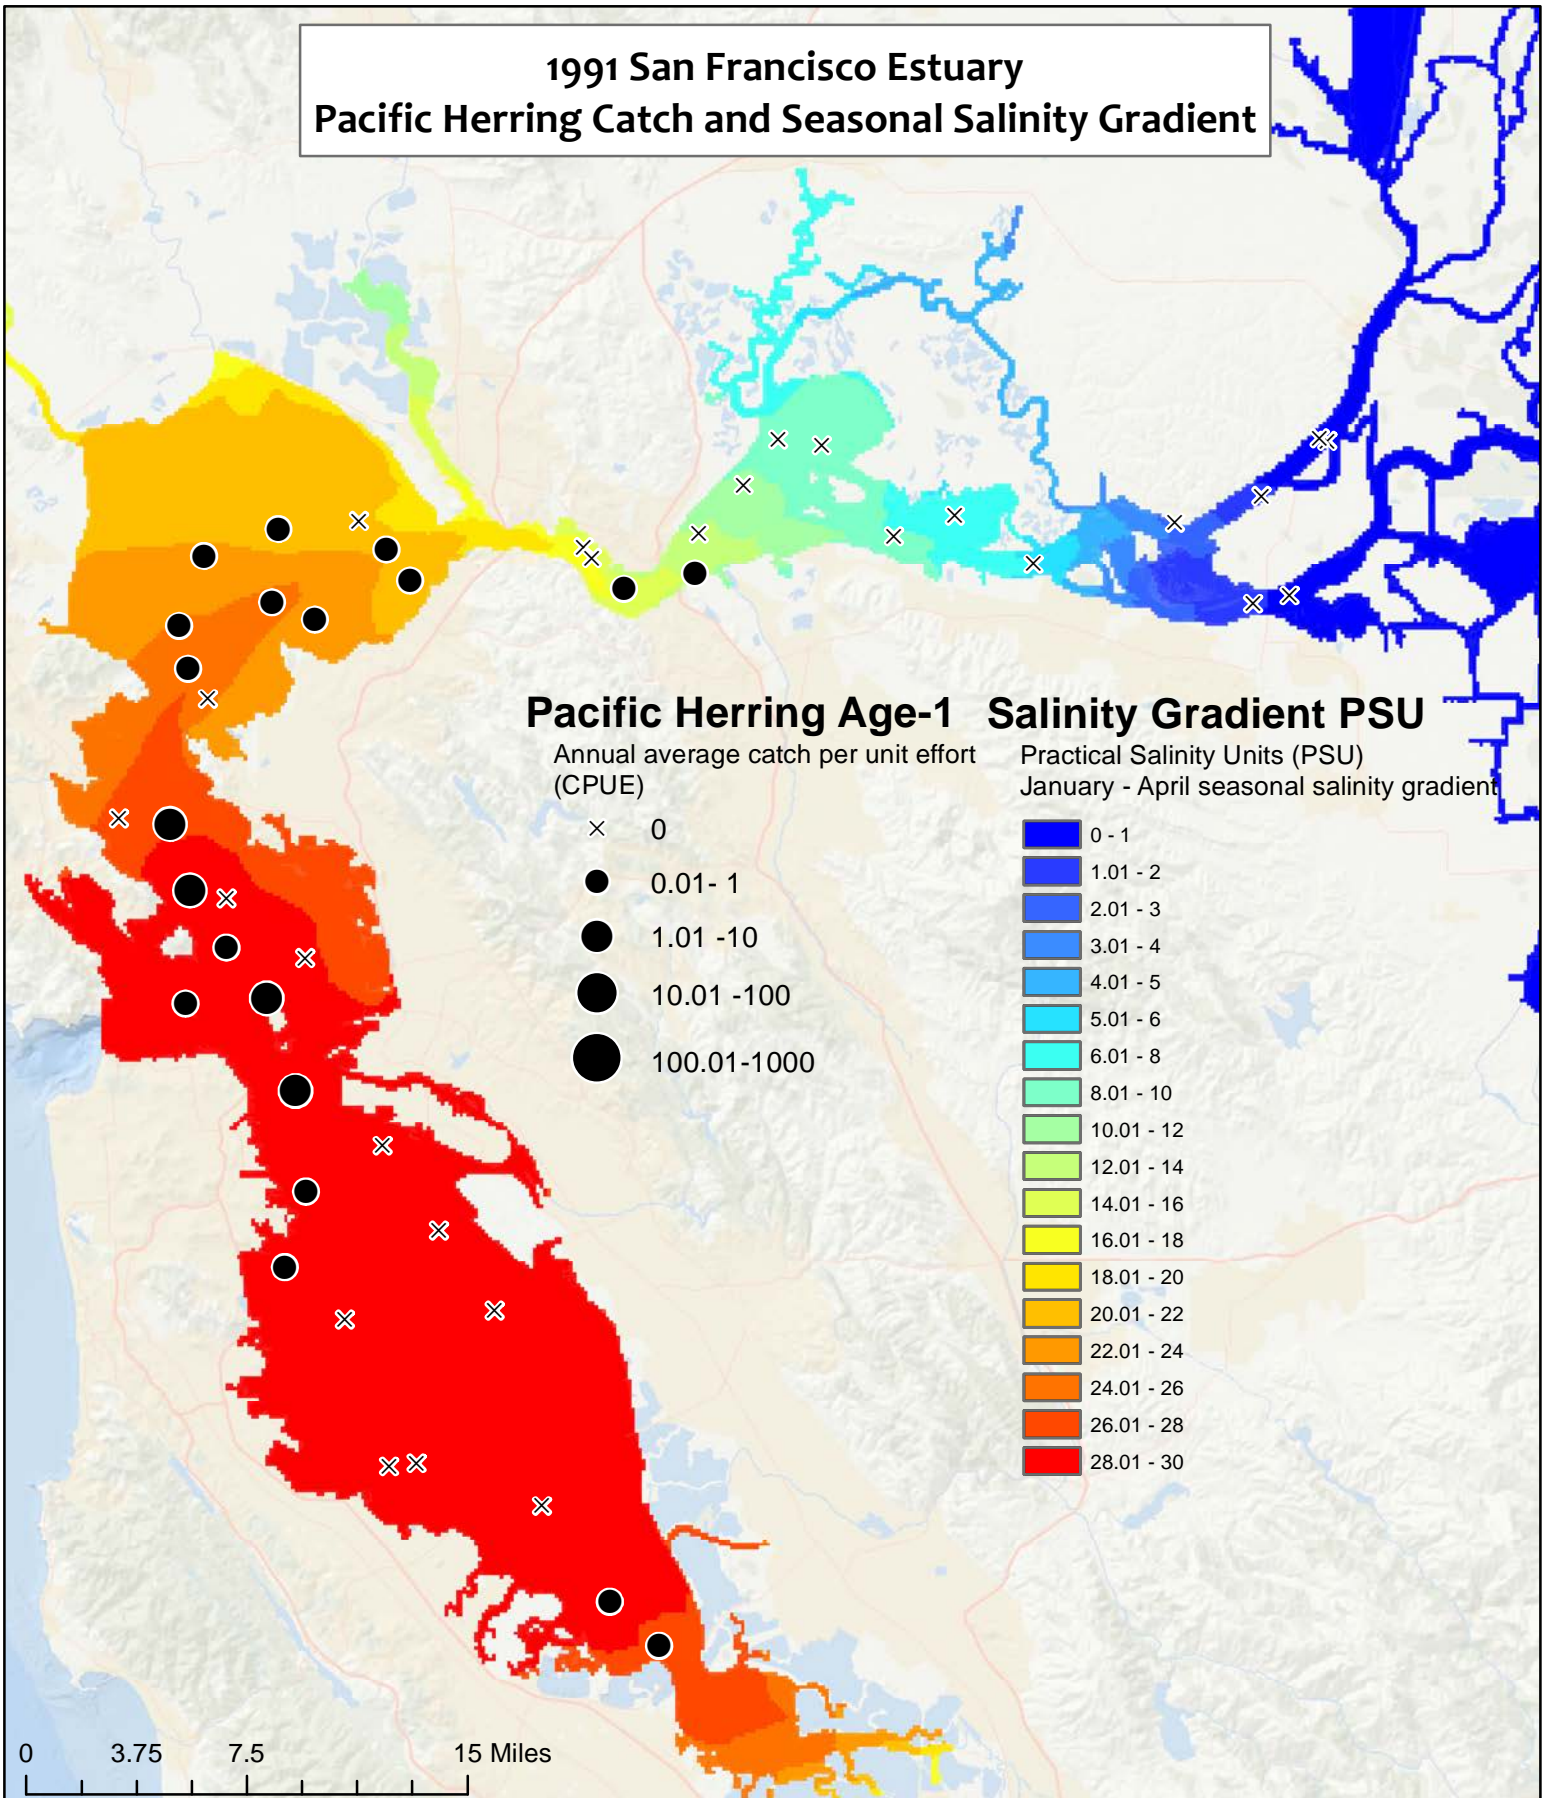 1991 San Francisco Estuary
Pacific Herring Catch and Seasonal Salinity Gradient
Pacific Herring Age-1
Annual average catch per unit effort
(CPUE)
0
0.01- 1
1.01 -10
10.01 -100
100.01-1000
Salinity Gradient PSU
Practical Salinity Units (PSU)
January - April seasonal salinity gradient
0 - 1
1.01 - 2
2.01 - 3
3.01 - 4
4.01 - 5
5.01 - 6
6.01 - 8
8.01 - 10
10.01 - 12
12.01 - 14
14.01 - 16
16.01 - 18
18.01 - 20
20.01 - 22
22.01 - 24
24.01 - 26
26.01 - 28
28.01 - 30
0 3.75 7.5 15 Miles